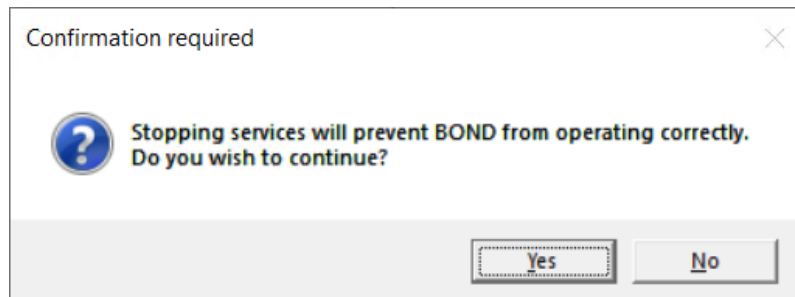 Confirmation required
Stopping services will prevent BOND from operating correctly.
Do you wish to continue?
Yes
No